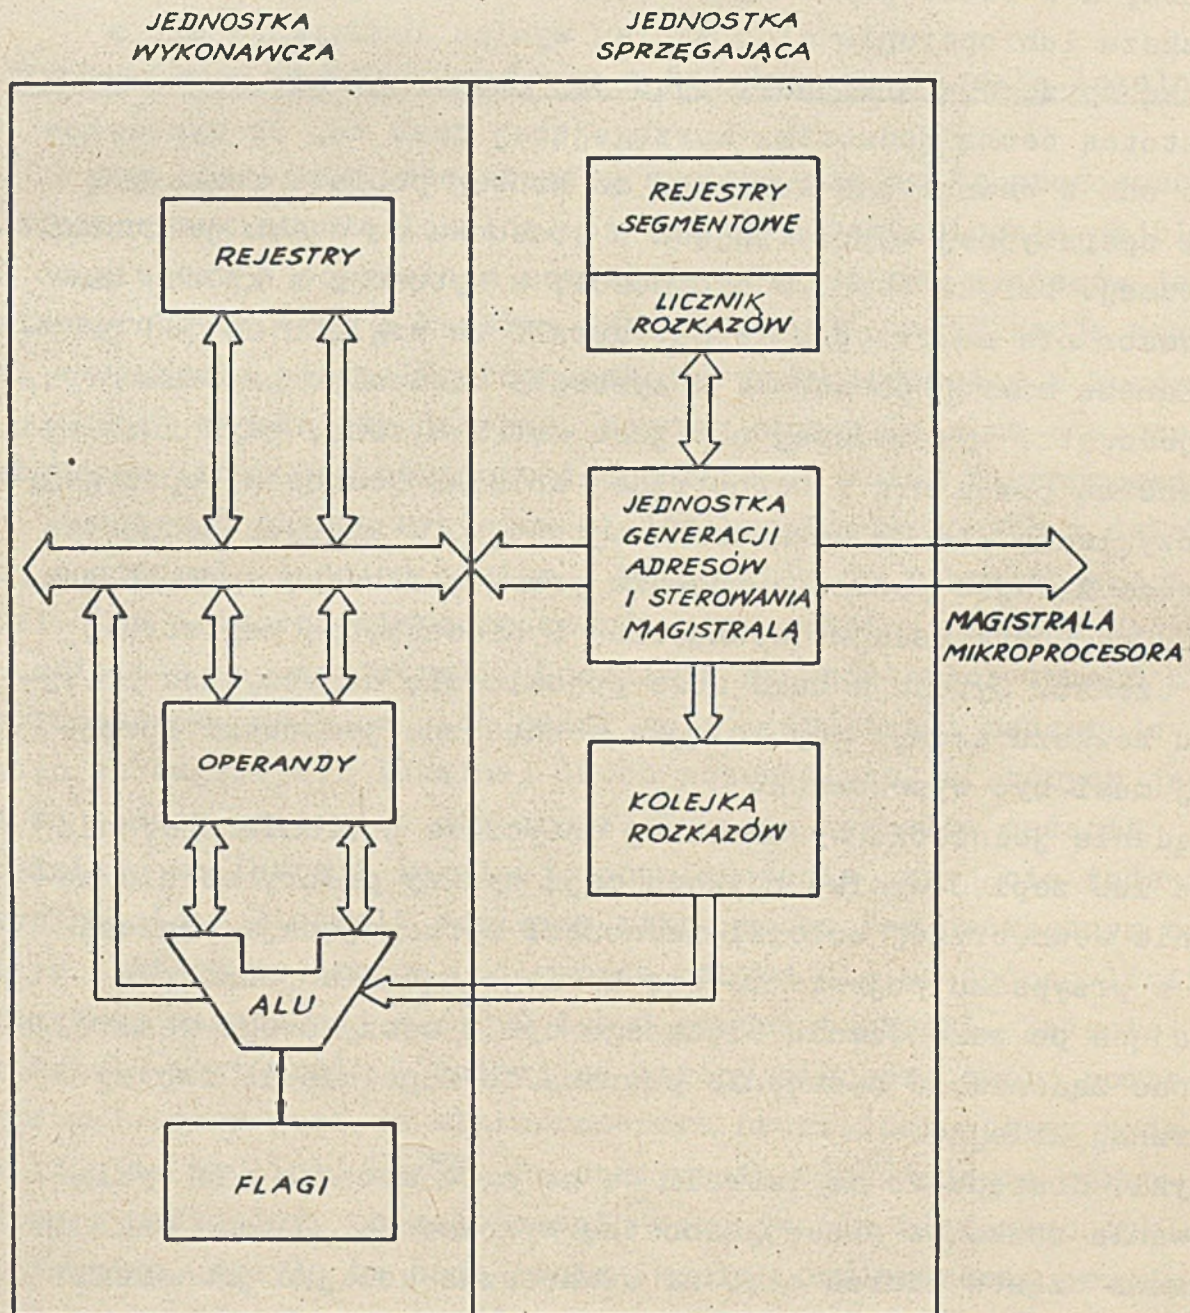 JEDNOSTKA
WYKONAWCZA
JEDNOSTKA
SPRZĘGAJĄCA
REJESTRY
REJESTRY
SEGMENTOWE
LICZNIK
ROZKAZÓW
JEDNOSTKA
GENERACJI
ADRESÓW
I STEROWANIA
MAGISTRALĄ
MAGISTRALA
MIKROPROCESORA
OPERANDY
KOLEJKA
ROZKAZÓW
ALU
FLAGI